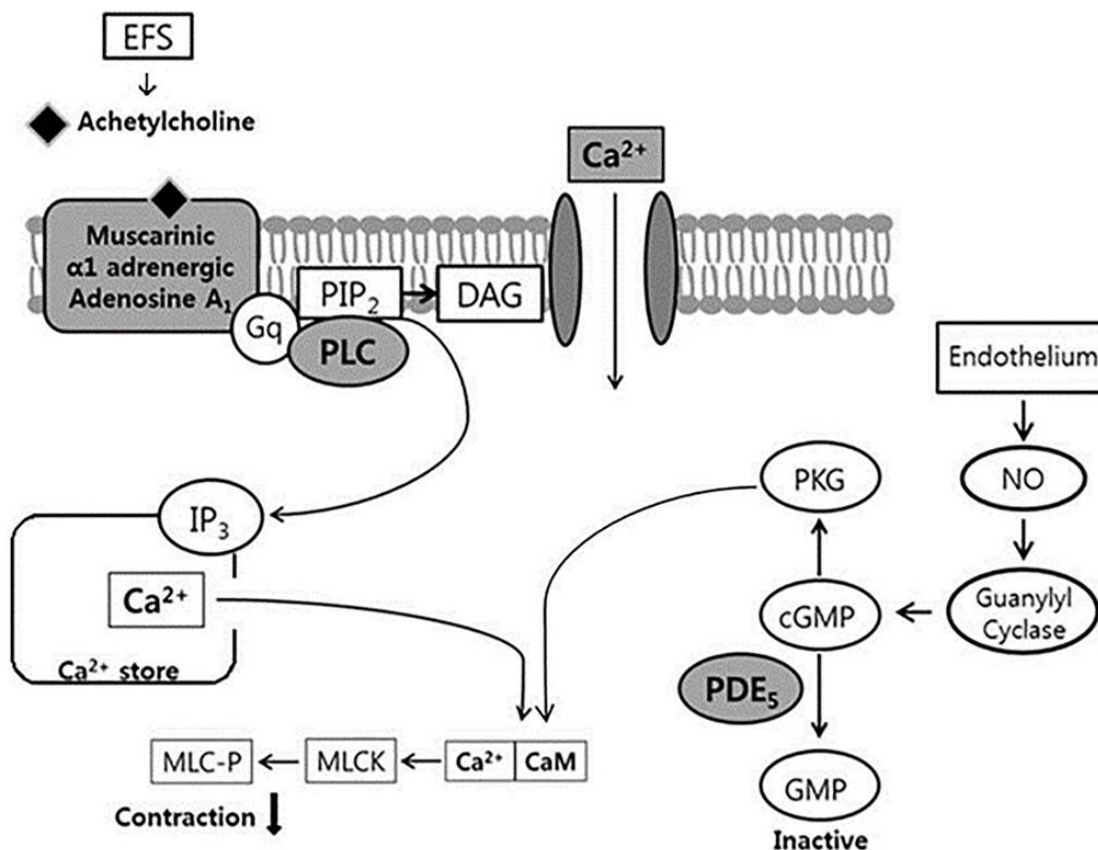 EFS
Achetylcholine
Ca²⁺
Muscarinic
α1 adrenergic
Adenosine A₁
Gq
PIP₂
DAG
PLC
Endothelium
PKG
NO
IP₃
Ca²⁺
Ca²⁺ store
cGMP
Guanylyl
Cyclase
PDE₅
MLC-P
MLCK
Ca²⁺
CaM
GMP
Contraction
Inactive